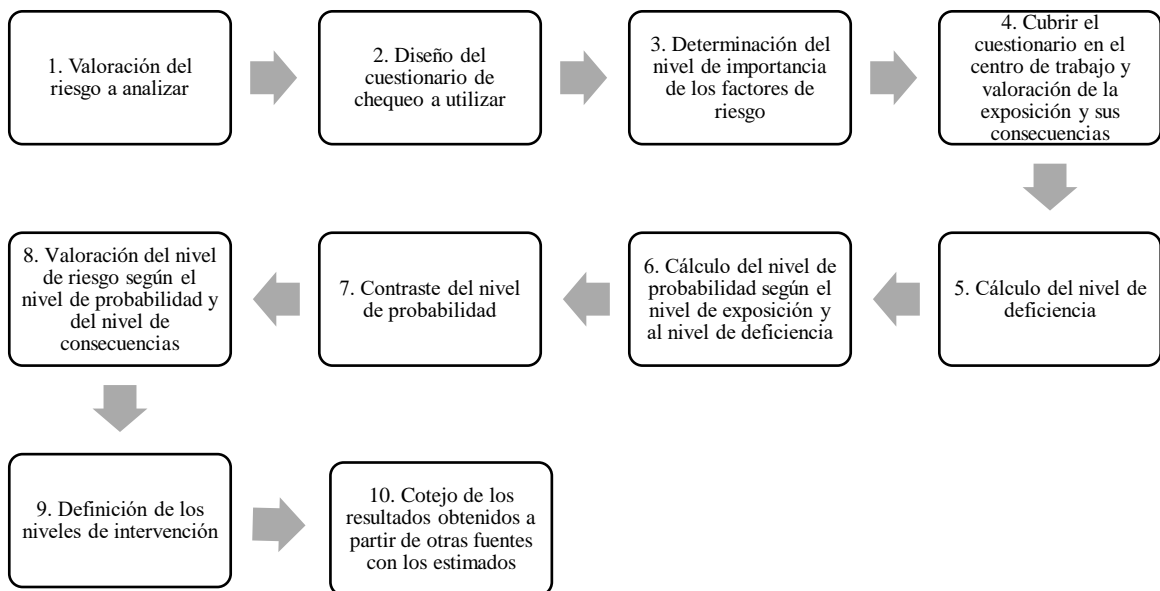 1. Valoración del
riesgo a analizar
2. Diseño del
cuestionario de
chequeo a utilizar
3. Determinación del
nivel de importancia
de los factores de
riesgo
4. Cubrir el
cuestionario en el
centro de trabajo y
valoración de la
exposición y sus
consecuencias
5. Cálculo del nivel de
deficiencia
6. Cálculo del nivel de
probabilidad según el
nivel de exposición y
al nivel de deficiencia
7. Contraste del nivel
de probabilidad
8. Valoración del nivel
de riesgo según el
nivel de probabilidad y
del nivel de
consecuencias
9. Definición de los
niveles de intervención
10. Cotejo de los
resultados obtenidos a
partir de otras fuentes
con los estimados